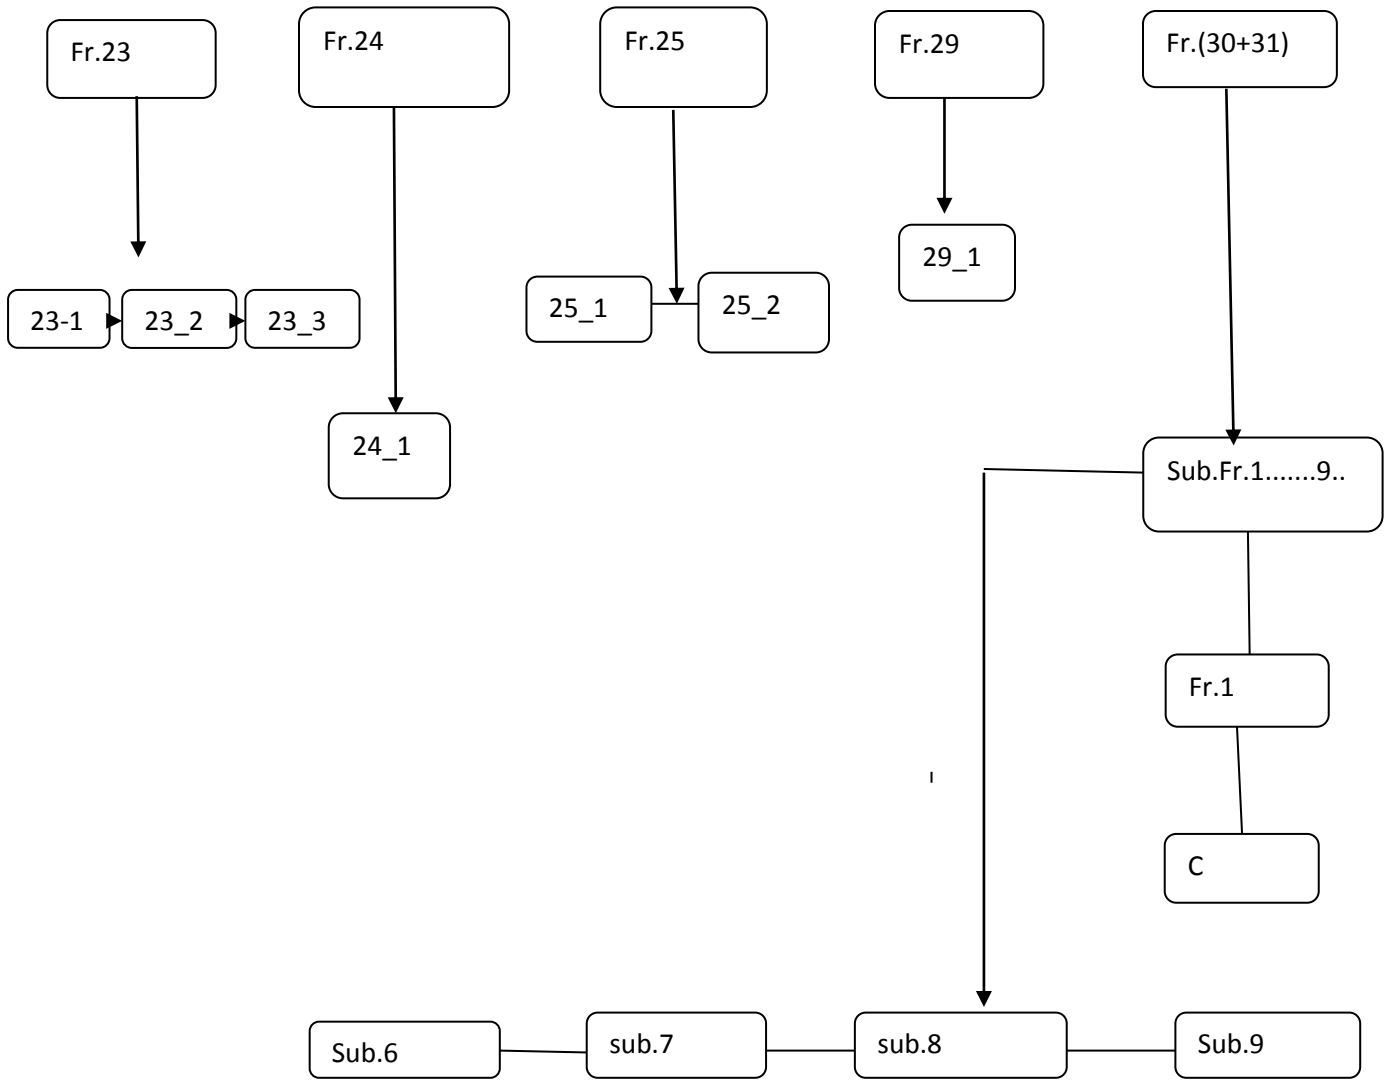 Fr.23
Fr.24
Fr.25
Fr.29
Fr.(30+31)
29_1
23-1
23_2
23_3
25_1
25_2
24_1
Sub.Fr.1.......9..
Fr.1
C
Sub.6
sub.7
sub.8
Sub.9